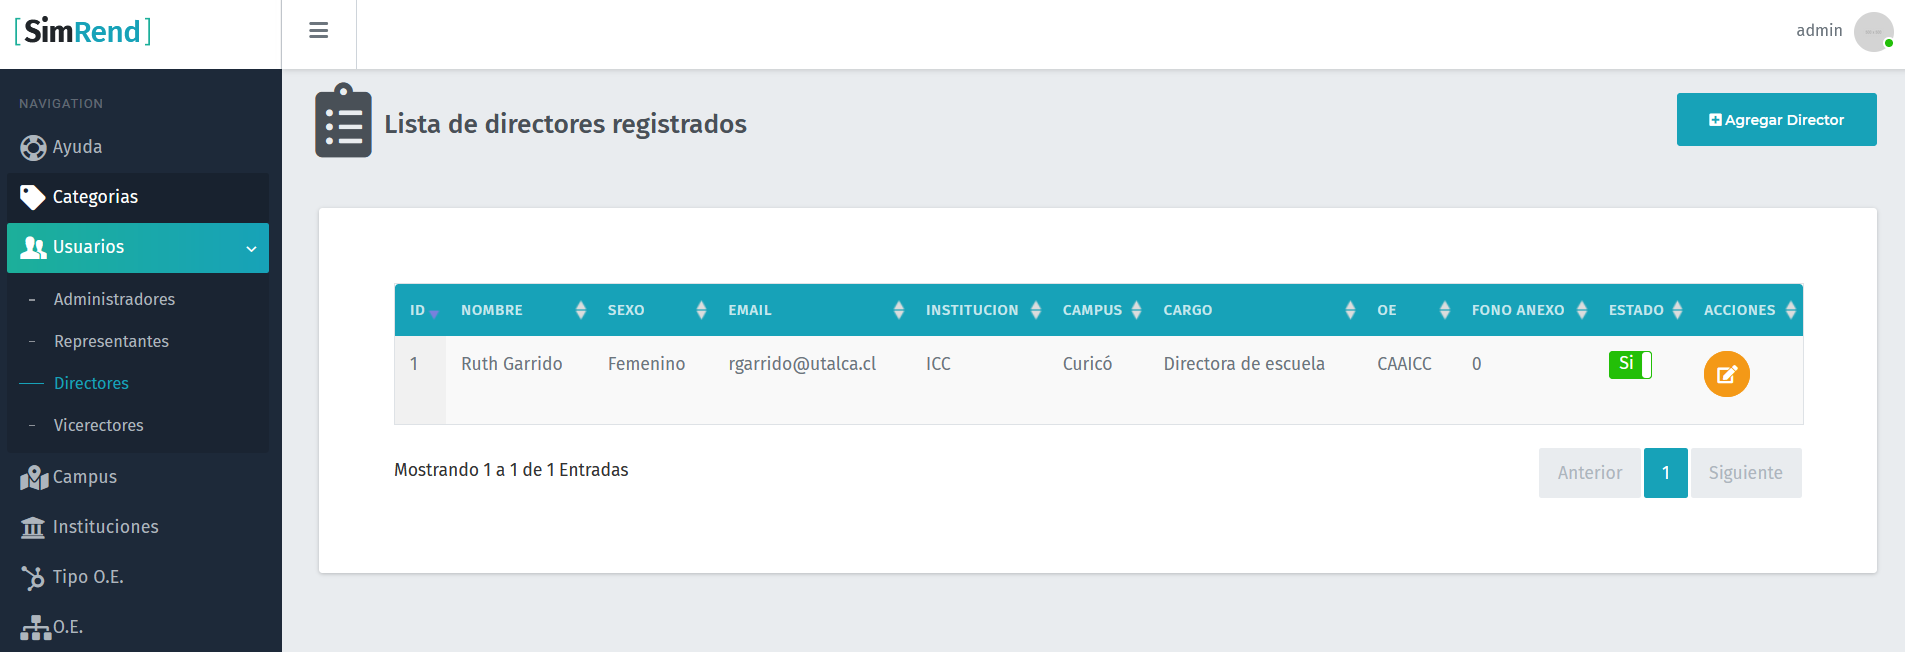 [SimRend]
admin
NAVIGATION
Ayuda
Categorias
Usuarios
- Administradores
- Representantes
Directores
- Vicerectores
Campus
Instituciones
Tipo O.E.
O.E.
Lista de directores registrados
Agregar Director
ID NOMBRE SEXO EMAIL INSTITUCION CAMPUS CARGO OE FONO ANEXO ESTADO ACCIONES
1 Ruth Garrido Femenino rgarrido@utalca.cl ICC Curicó Directora de escuela CAAICC 0 Si
Mostrando 1 a 1 de 1 Entradas
Anterior 1 Siguiente